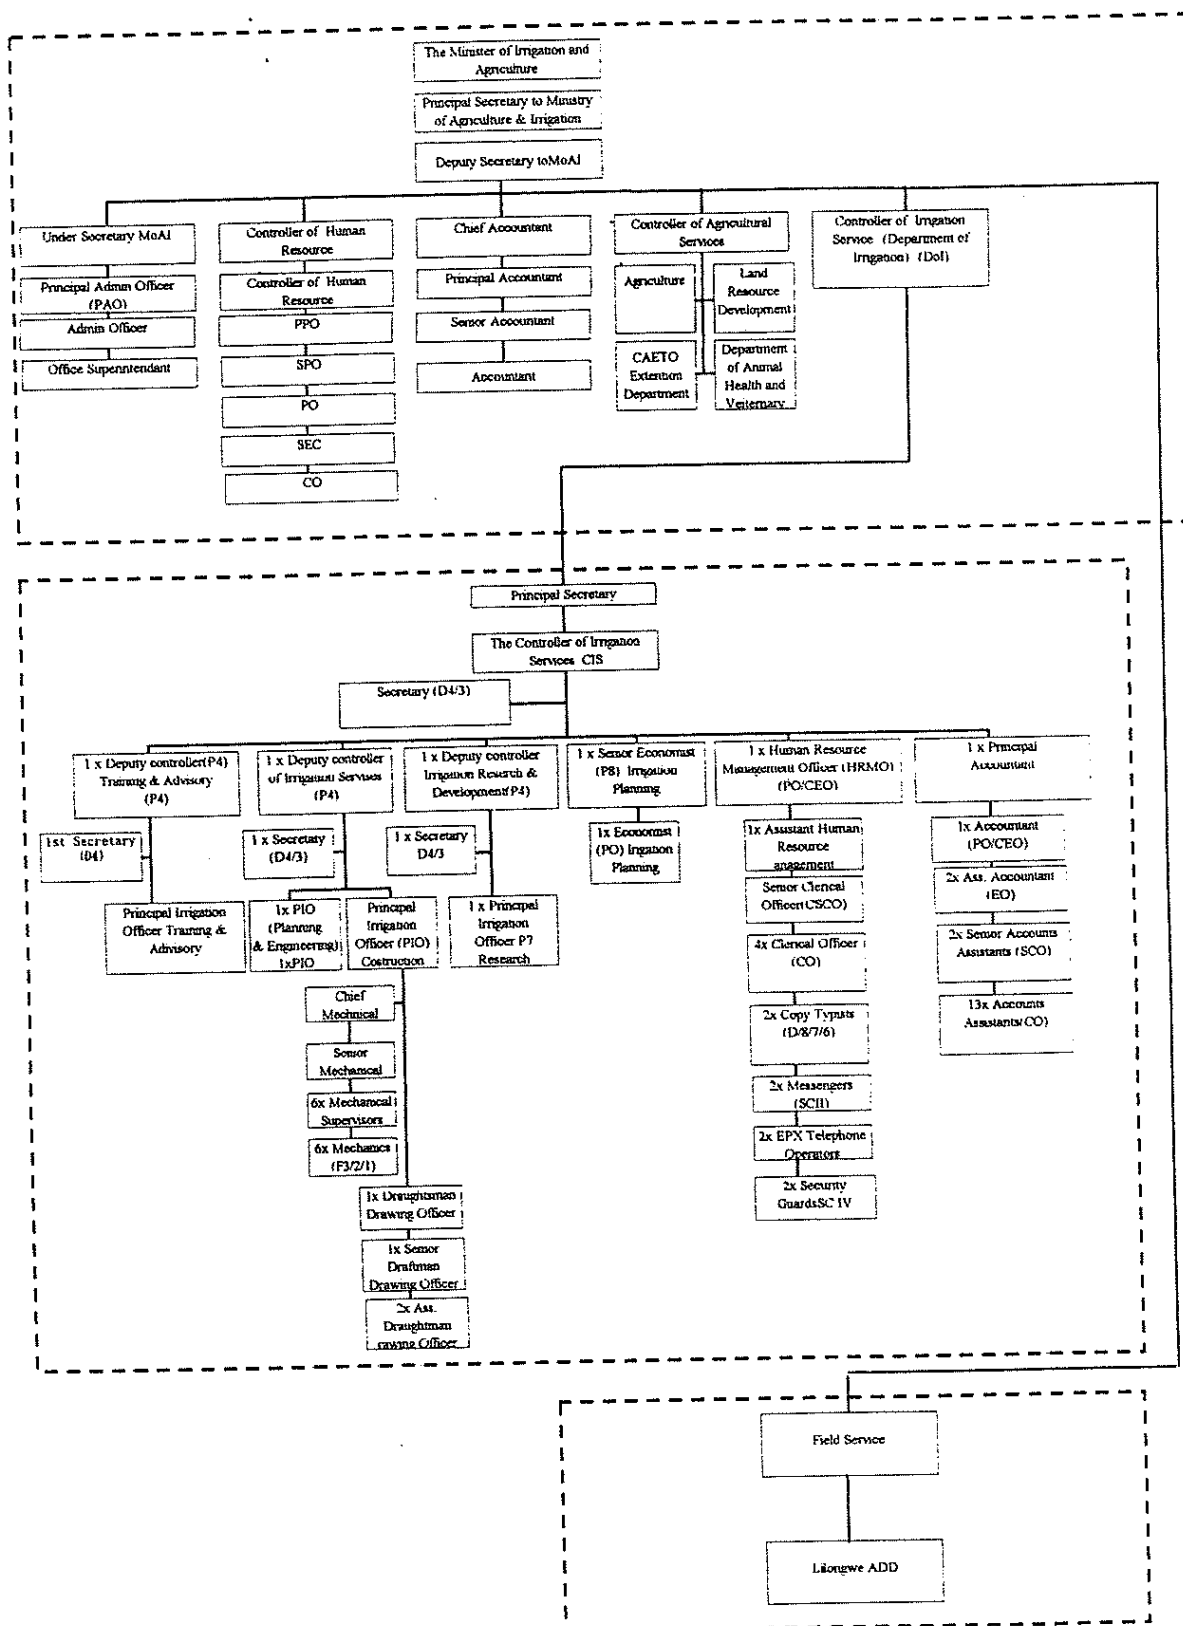 The Minister of Irrigation and
Agriculture
Principal Secretary to Ministry
of Agriculture & Irrigation
Deputy Secretary toMoAI
Under Secretary MoAI
Principal Admin Officer
(PAO)
Admin Officer
Office Superintendant
Controller of Human
Resource
Controller of Human
Resource
PPO
SPO
PO
SEC
CO
Chief Accountant
Principal Accountant
Senior Accountant
Accountant
Controller of Agricultural
Services
Agriculture
Land
Resource
Development
CAETO
Extention
Department
Department
of Animal
Health and
Veiternary
Controller of Irrigation
Service (Department of
Irrigation) (DoI)
Principal Secretary
The Controller of Irrigation
Services CIS
Secretary (D4/3)
1 x Deputy controller(P4)
Training & Advisory
(P4)
1st Secretary
(D4)
Principal Irrigation
Officer Training &
Advisory
1 x Deputy controller
of Irrigation Servises
(P4)
1 x Secretary
(D4/3)
1x PIO
(Planning
& Engineering)
1xPIO
Principal
Irrigation
Officer (PIO)
Costruction
Chief
Mechnical
Senior
Mechanical
6x Mechanical
Supervisors
6x Mechanics
(F3/2/1)
1x Draughtsman
Drawing Officer
1x Senior
Draftman
Drawing Officer
2x Ass.
Draughtman
rawing Officer
1 x Deputy controller
Irrigation Reserch &
Development(P4)
1 x Secretary
D4/3
1 x Principal
Irrigation
Officer P7
Research
1 x Senior Economist
(P8) Irrigation
Planning
1x Economist
(PO) Irrigation
Planning
1 x Human Resource
Management Officer (HRMO)
(PO/CEO)
1x Assistant Human
Resource
anagement
Senior Clerical
Officer(CSCO)
4x Clerical Officer
(CO)
2x Copy Typists
(D/8/7/6)
2x Messengers
(SCII)
2x EPX Telephone
Operators
2x Security
GuardsSC IV
1 x Principal
Accountant
1x Accountant
(PO/CEO)
2x Ass. Accountant
(EO)
2x Senior Accounts
Assistants (SCO)
13x Accounts
Assistants(CO)
Field Service
Lilongwe ADD